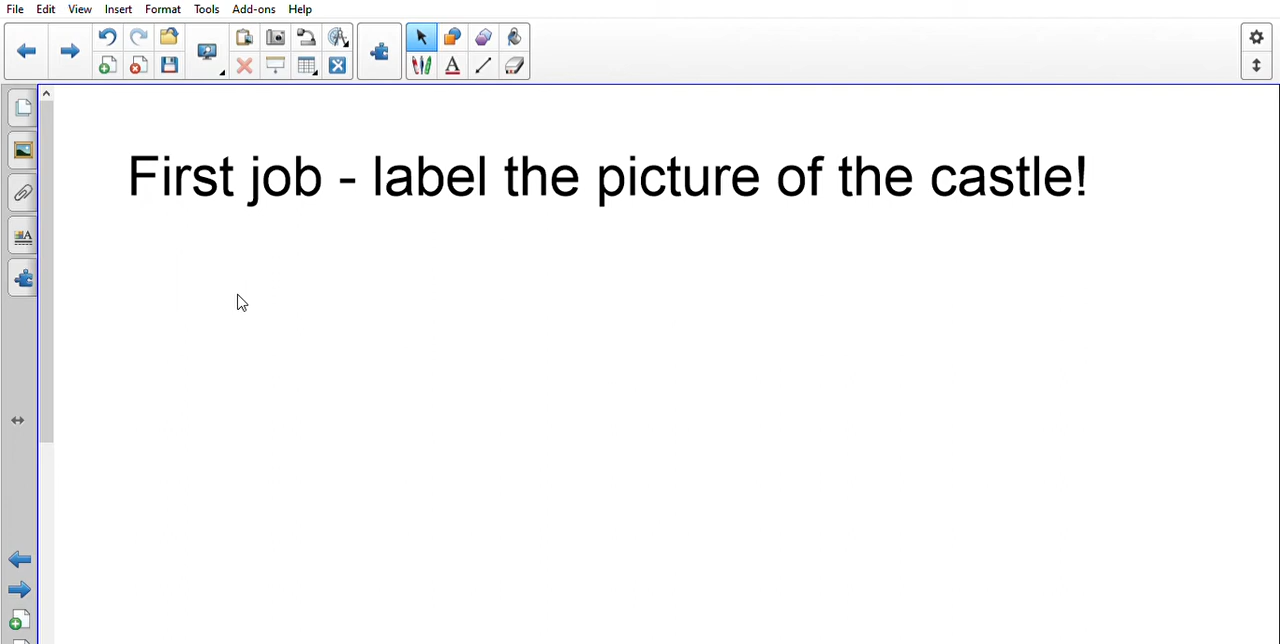 File Edit View Insert Format Tools Add-ons Help
First job - label the picture of the castle!